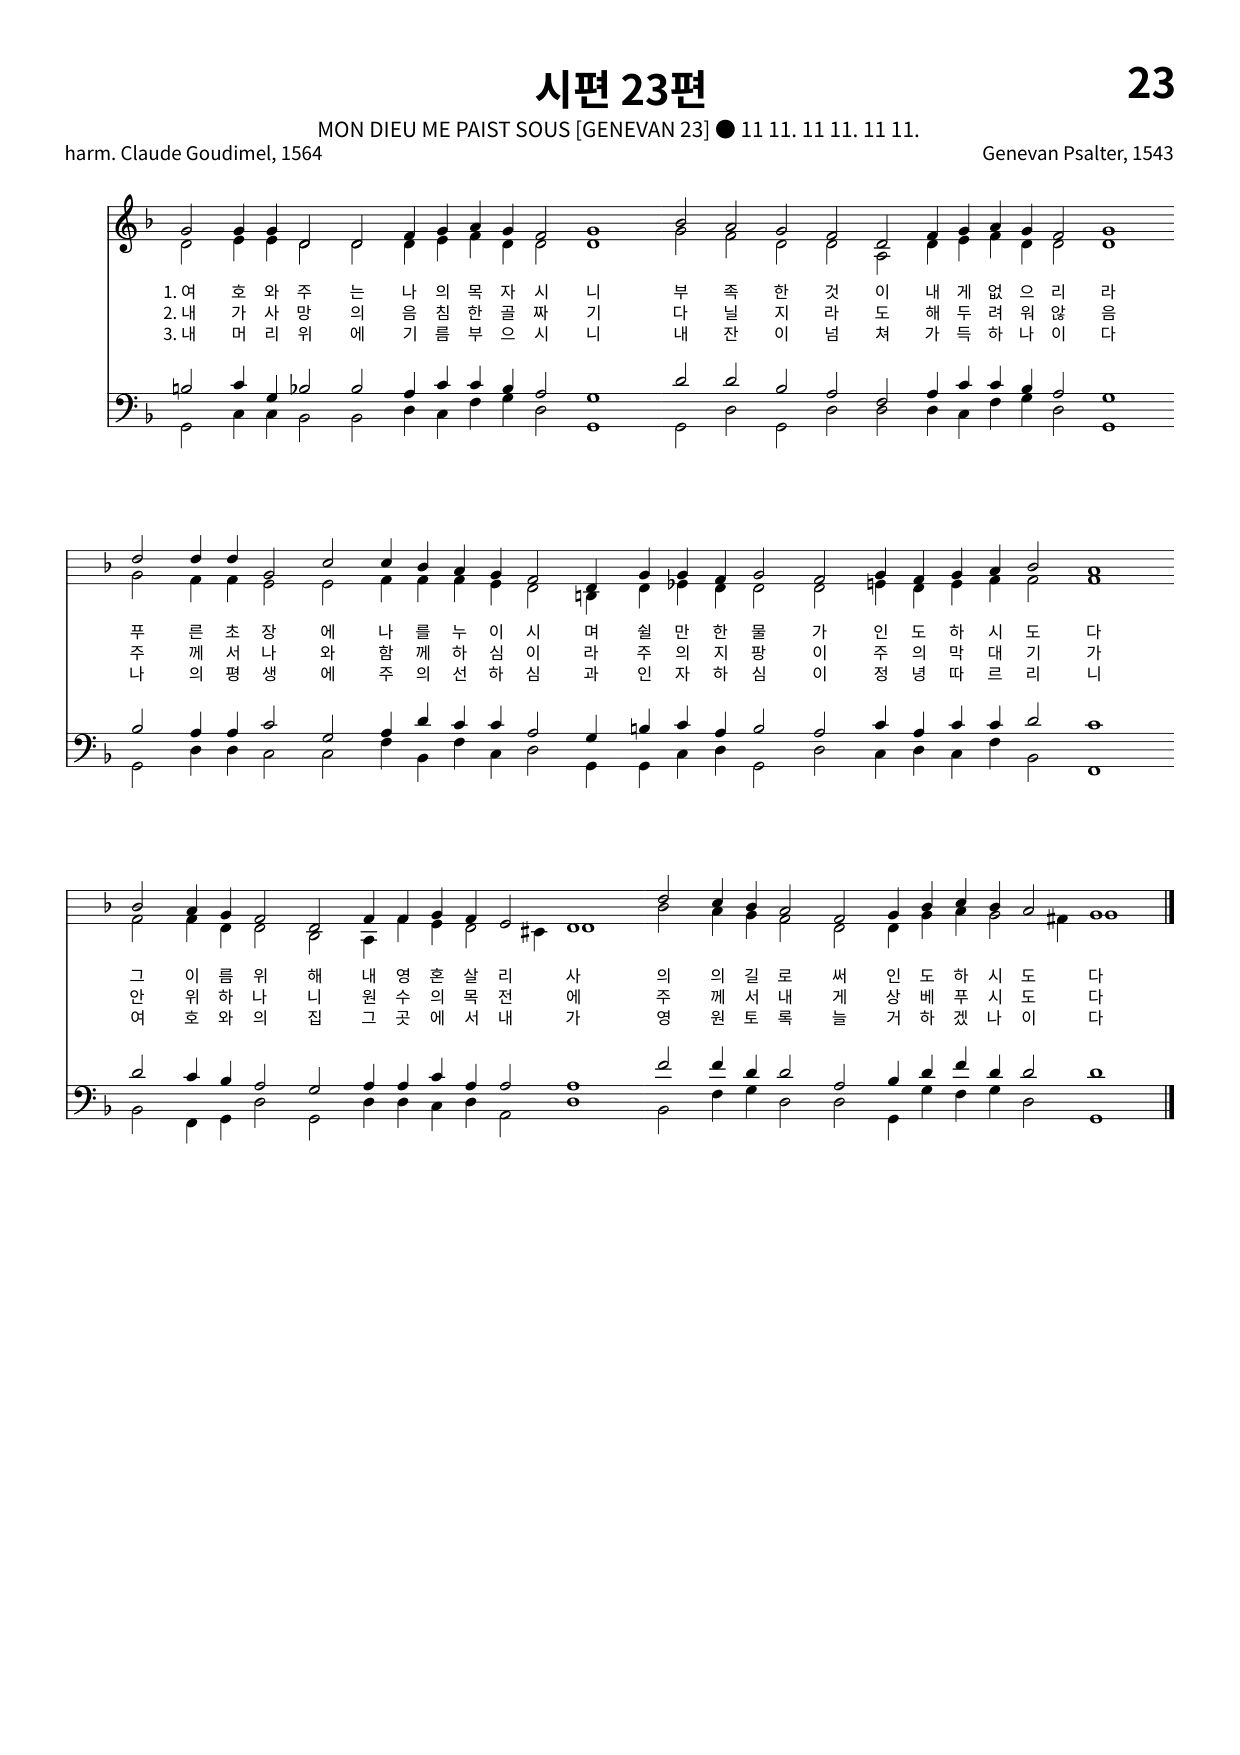 시편 23편
23
MON DIEU ME PAIST SOUS [GENEVAN 23] ● 11 11. 11 11. 11 11.
harm. Claude Goudimel, 1564
Genevan Psalter, 1543
1. 여 호 와 주 는 나 의 목 자 시 니 부 족 한 것 이 내 게 없 으 리 라
2. 내 가 사 망 의 음 침 한 골 짜 기 다 닐 지 라 도 해 두 려 워 않 음
3. 내 머 리 위 에 기 름 부 으 시 니 내 잔 이 넘 쳐 가 득 하 나 이 다
푸 른 초 장 에 나 를 누 이 시 며 쉴 만 한 물 가 인 도 하 시 도 다
주 께 서 나 와 함 께 하 심 이 라 주 의 지 팡 이 주 의 막 대 기 가
나 의 평 생 에 주 의 선 하 심 과 인 자 하 심 이 정 녕 따 르 리 니
그 이 름 위 해 내 영 혼 살 리 사 의 의 길 로 써 인 도 하 시 도 다
안 위 하 나 니 원 수 의 목 전 에 주 께 서 내 게 상 베 푸 시 도 다
여 호 와 의 집 그 곳 에 서 내 가 영 원 토 록 늘 거 하 겠 나 이 다